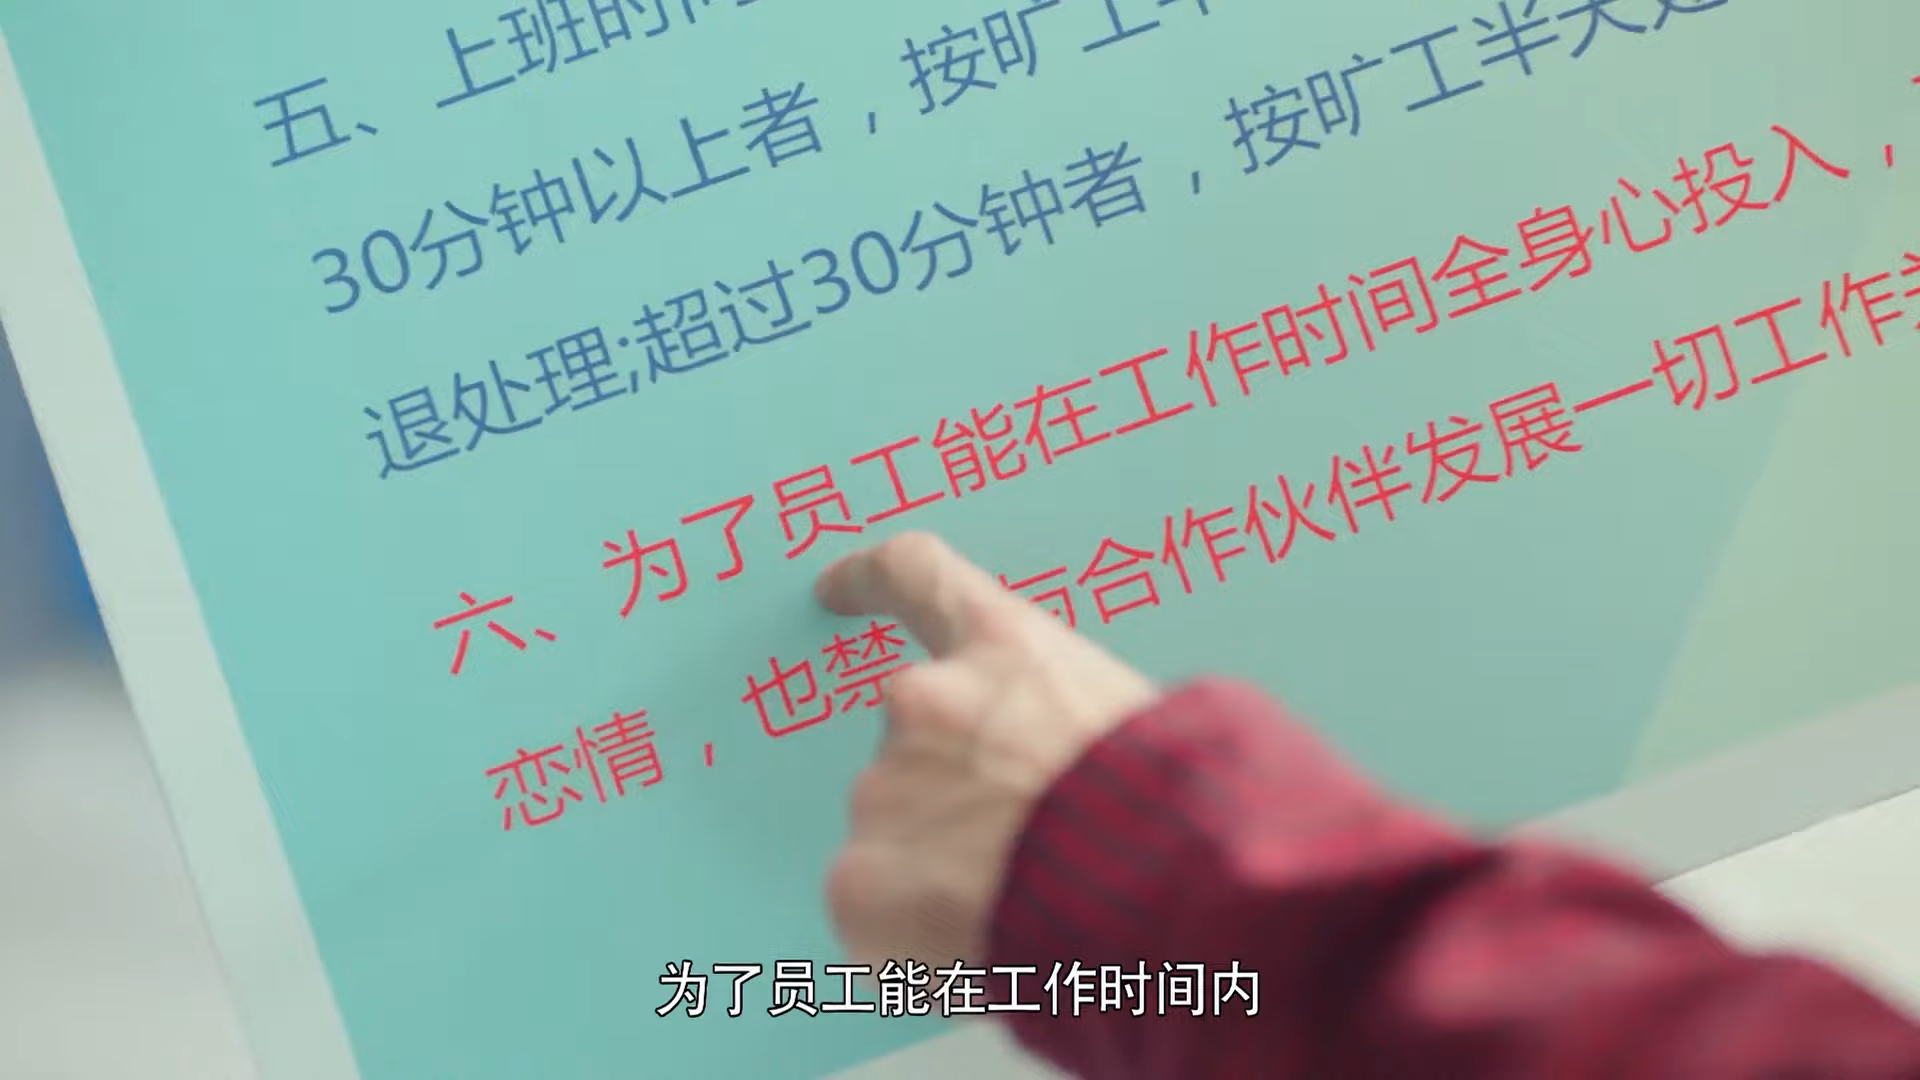 五、上班的
30分钟以上者，按旷工
退处理;超过30分钟者，按旷工半天
六、为了员工能在工作时间全身心投入，
恋情，也禁 与合作伙伴发展一切工作
为了员工能在工作时间内